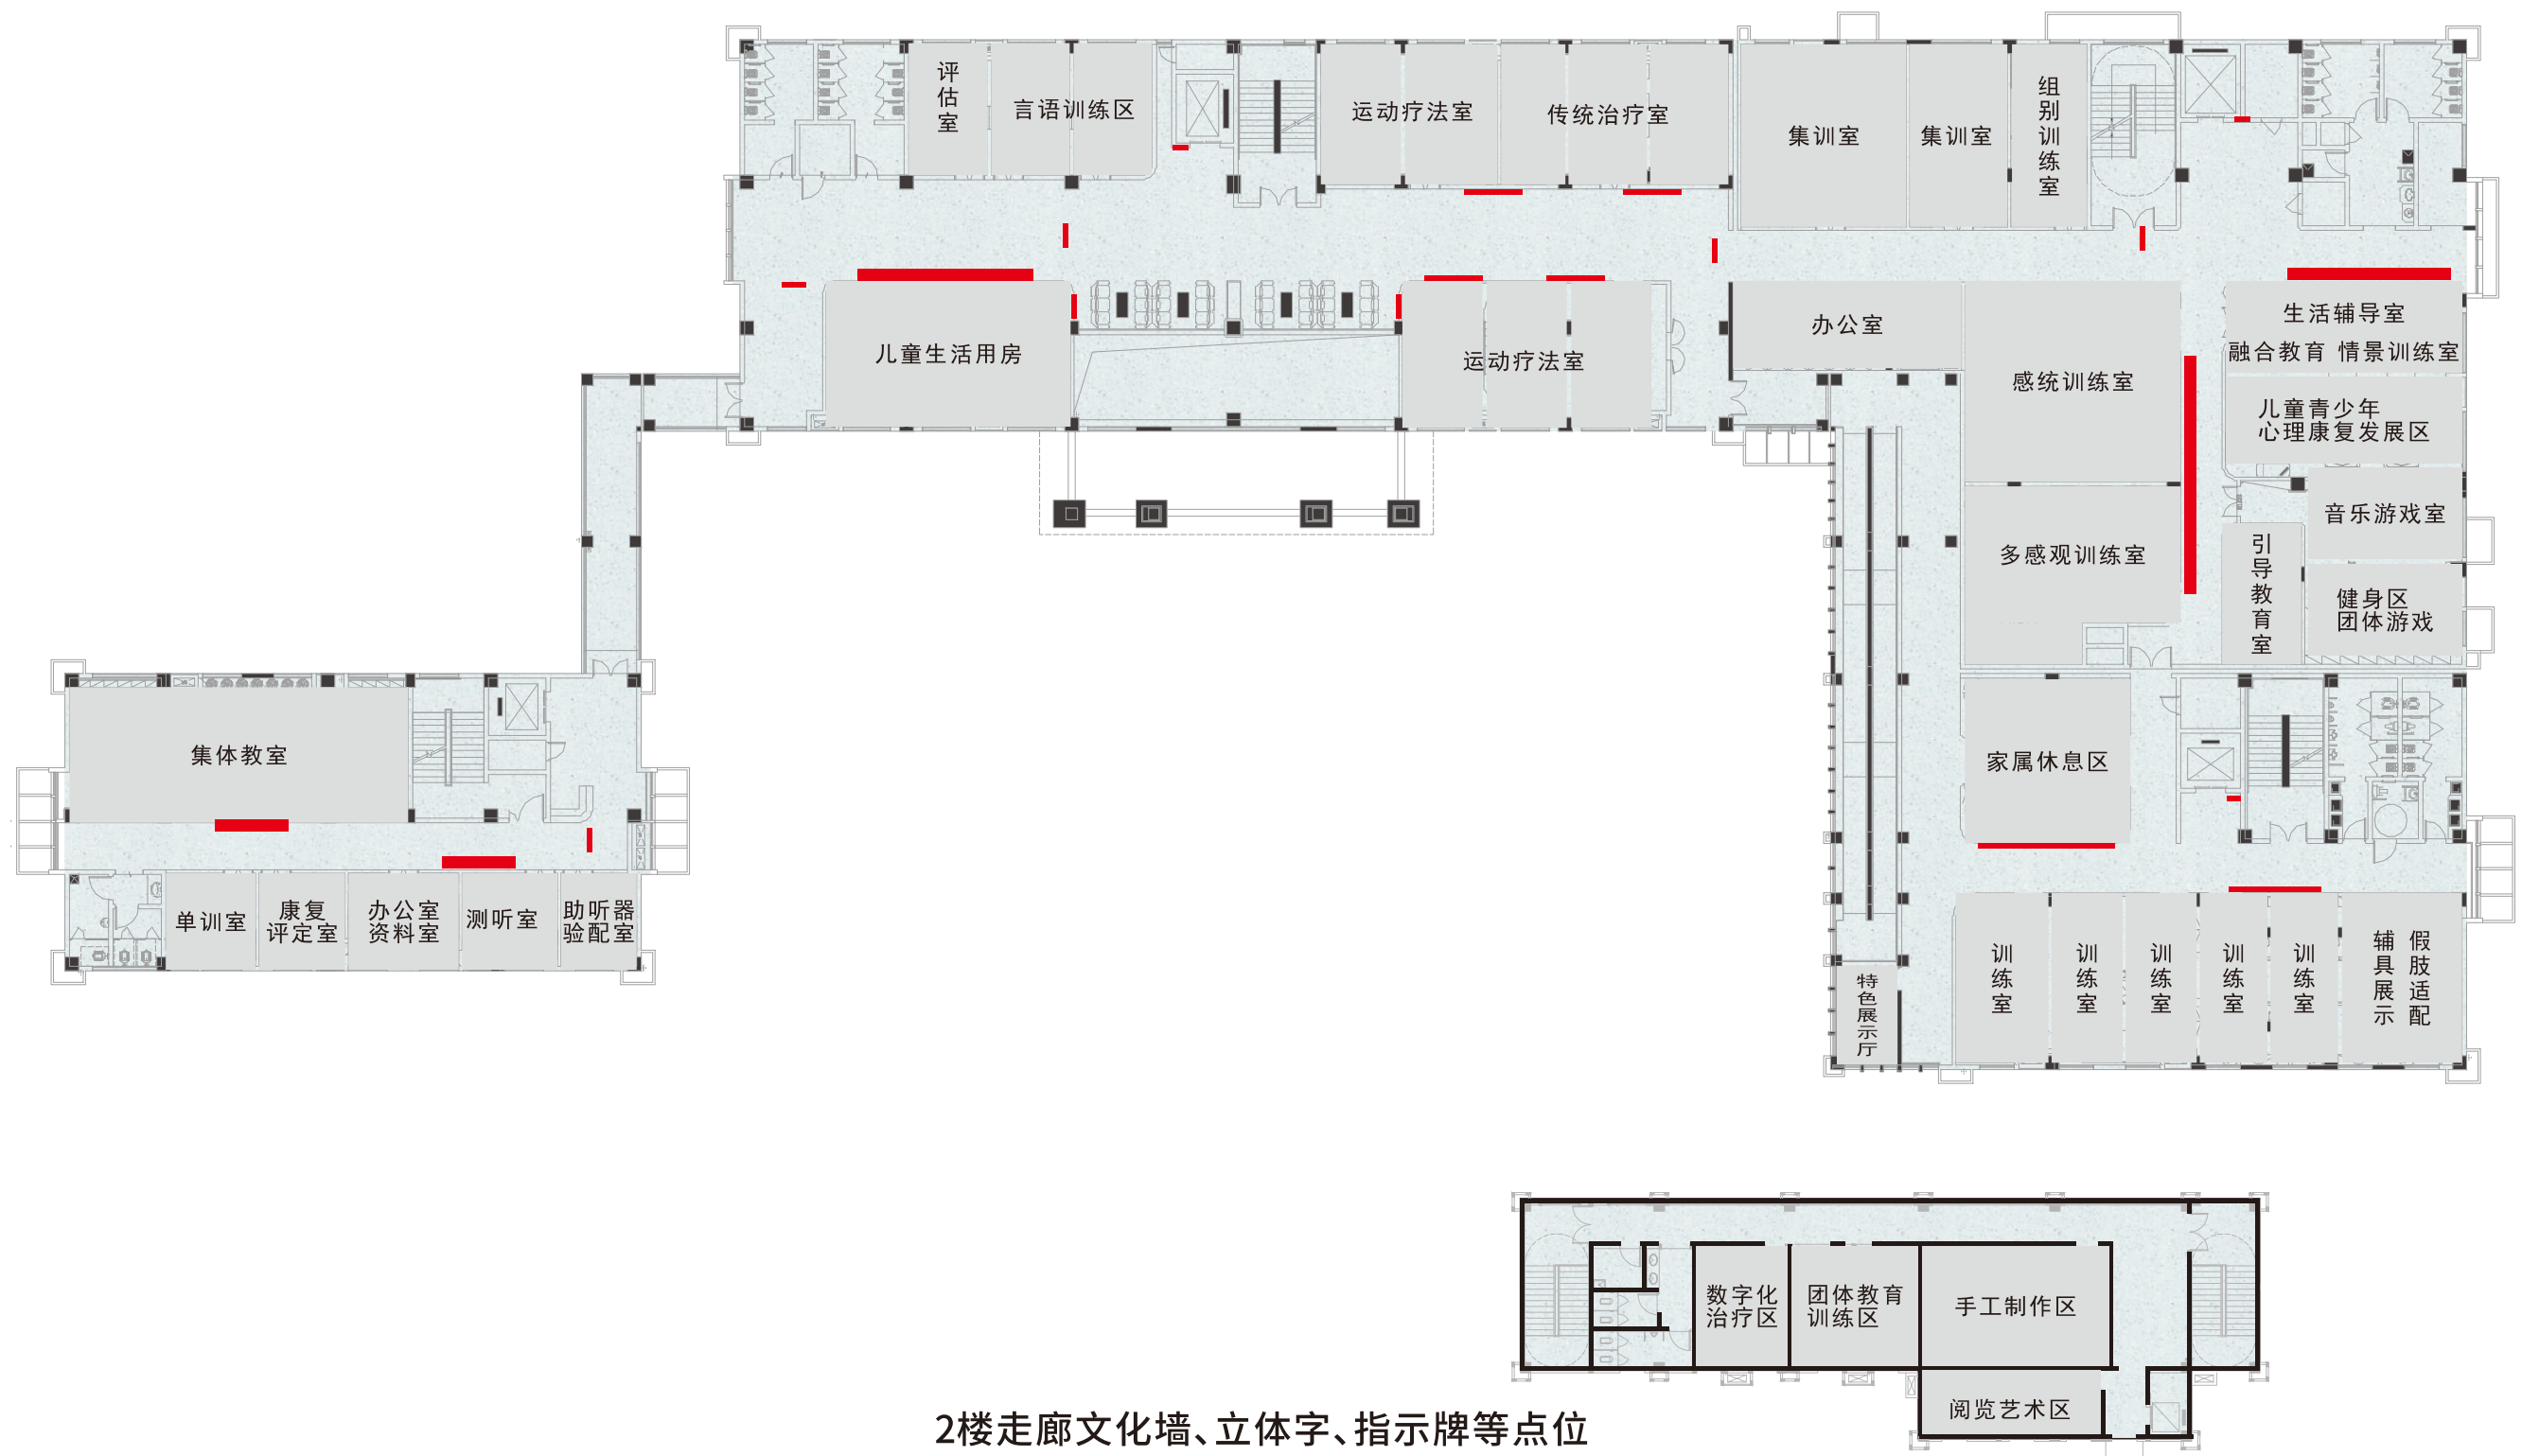 评估室
言语训练区
运动疗法室
传统治疗室
集训室
集训室
组别训练室
儿童生活用房
运动疗法室
办公室
感统训练室
生活辅导室
融合教育 情景训练室
儿童青少年
心理康复发展区
音乐游戏室
多感观训练室
引导教育室
健身区
团体游戏
集体教室
家属休息区
单训室
康复
评定室
办公室
资料室
测听室
助听器
验配室
特色展示厅
训练室
训练室
训练室
训练室
训练室
辅具展示
假肢适配
数字化
治疗区
团体教育
训练区
手工制作区
阅览艺术区
2楼走廊文化墙、立体字、指示牌等点位